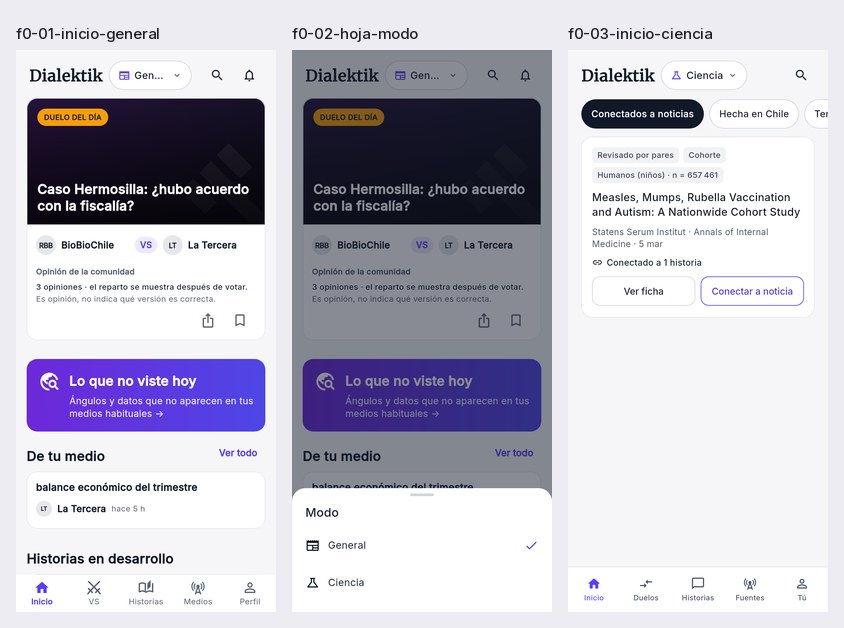 f0-01-inicio-general
Dialektik
Gen...
DUELO DEL DÍA
Caso Hermosilla: ¿hubo acuerdo
con la fiscalía?
RBB BioBioChile VS LT La Tercera
Opinión de la comunidad
3 opiniones · el reparto se muestra después de votar.
Es opinión, no indica qué versión es correcta.
Lo que no viste hoy
Ángulos y datos que no aparecen en tus
medios habituales →
De tu medio
Ver todo
balance económico del trimestre
LT La Tercera hace 5 h
Historias en desarrollo
Inicio VS Historias Medios Perfil
f0-02-hoja-modo
Dialektik
Gen...
DUELO DEL DÍA
Caso Hermosilla: ¿hubo acuerdo
con la fiscalía?
RBB BioBioChile VS LT La Tercera
Opinión de la comunidad
3 opiniones · el reparto se muestra después de votar.
Es opinión, no indica qué versión es correcta.
Lo que no viste hoy
Ángulos y datos que no aparecen en tus
medios habituales →
De tu medio
Ver todo
balance económico del trimestre
Modo
General
Ciencia
f0-03-inicio-ciencia
Dialektik
Ciencia
Conectados a noticias Hecha en Chile
Revisado por pares Cohorte
Humanos (niños) · n = 657 461
Measles, Mumps, Rubella Vaccination
and Autism: A Nationwide Cohort Study
Statens Serum Institut · Annals of Internal
Medicine · 5 mar
Conectado a 1 historia
Ver ficha Conectar a noticia
Inicio Duelos Historias Fuentes Tú